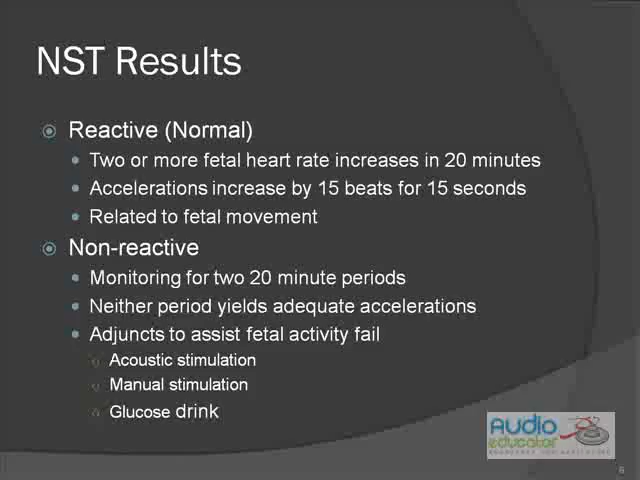 NST Results
Reactive (Normal)
Two or more fetal heart rate increases in 20 minutes
Accelerations increase by 15 beats for 15 seconds
Related to fetal movement
Non-reactive
Monitoring for two 20 minute periods
Neither period yields adequate accelerations
Adjuncts to assist fetal activity fail
Acoustic stimulation
Manual stimulation
Glucose drink
AUDIO
educator
6